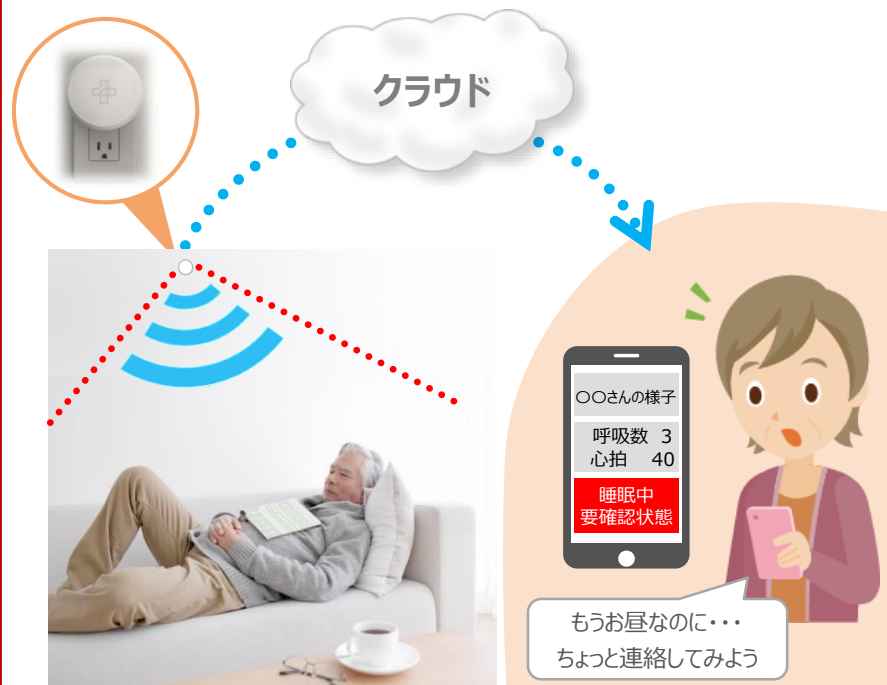 クラウド
〇〇さんの様子
呼吸数 3
心拍 40
睡眠中
要確認状態
もうお昼なのに・・・
ちょっと連絡してみよう